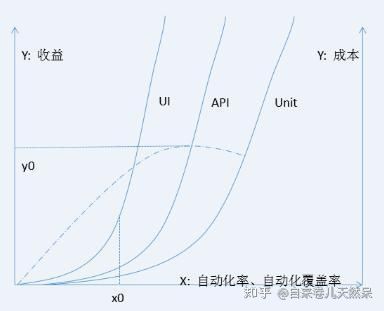 Y: 收益
Y: 成本
UI
API
Unit
y0
X: 自动化率、自动化覆盖率
x0
知乎 @自菜卷儿天然呆